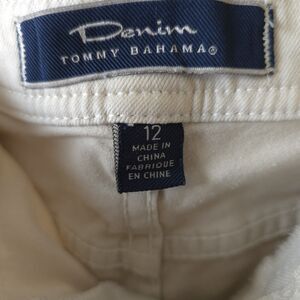 Denim
TOMMY BAHAMA®
12
MADE IN
CHINA
FABRIQUE
EN CHINE